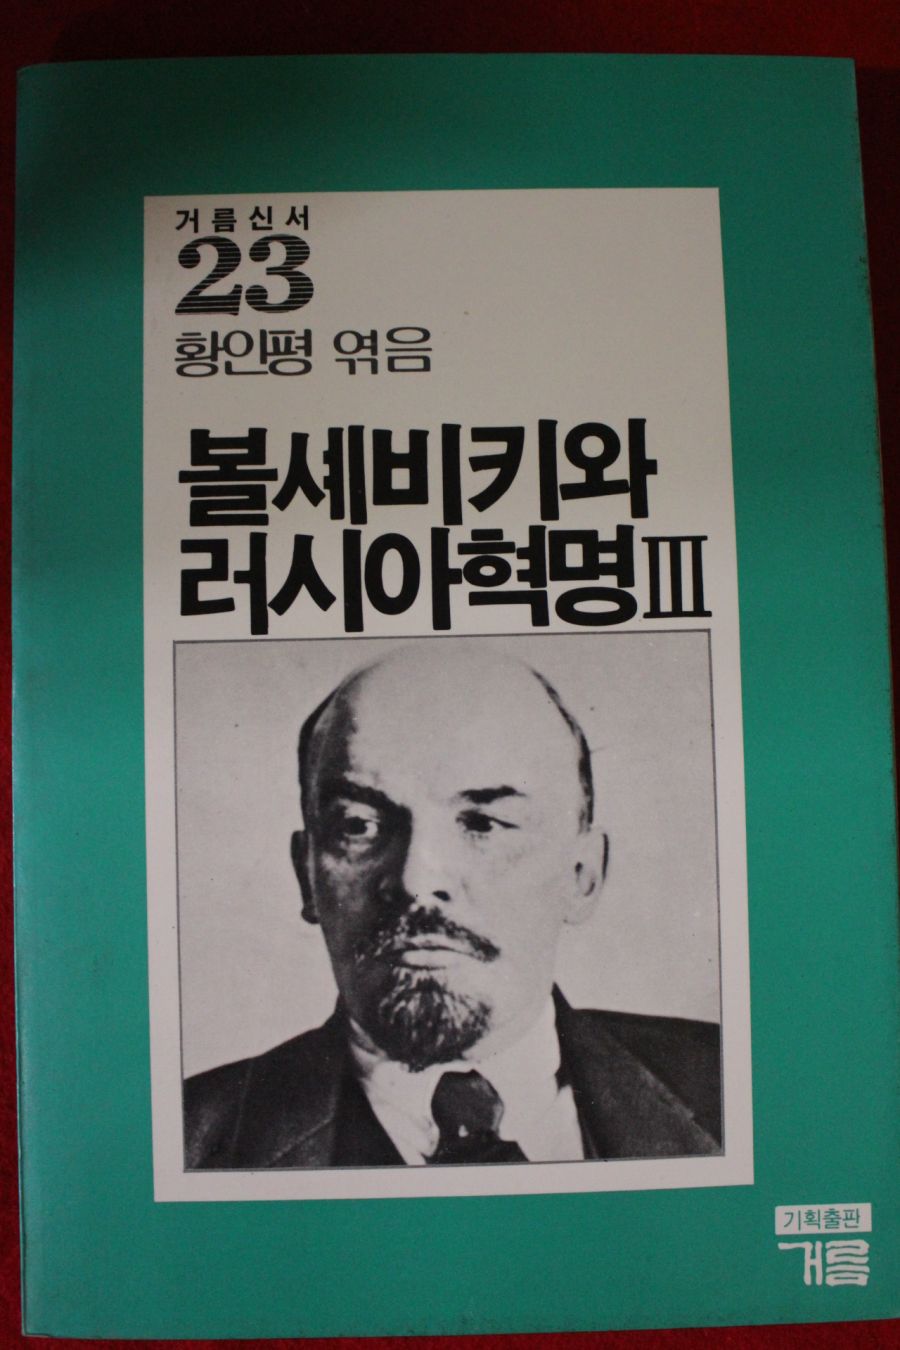 거름신서
23
황인평 엮음
볼셰비키와
러시아혁명Ⅲ
기획출판
거름